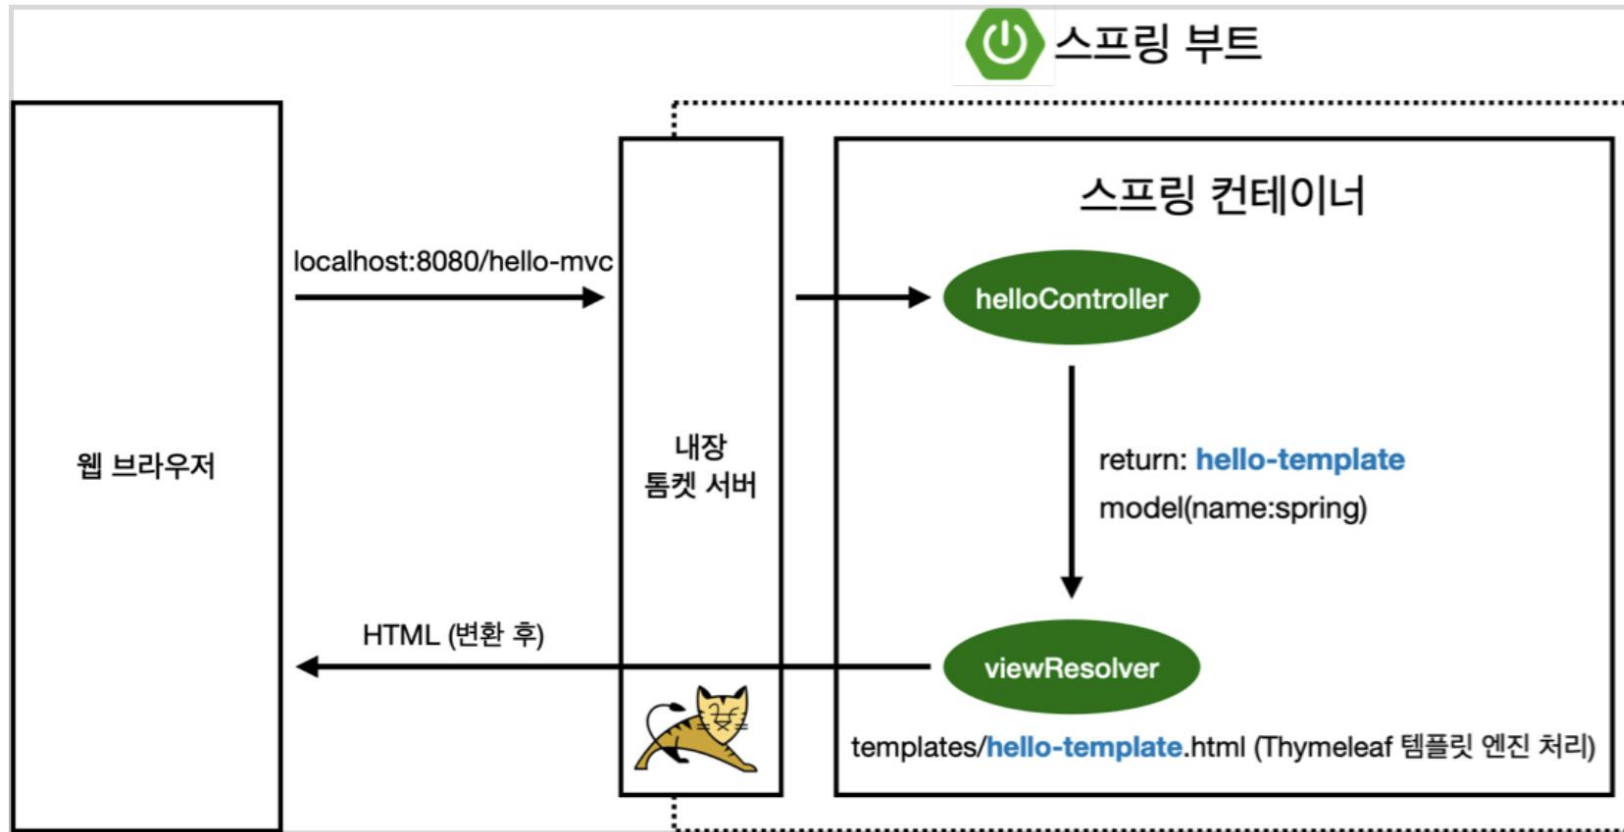 스프링 부트
스프링 컨테이너
localhost:8080/hello-mvc
helloController
웹 브라우저
내장
톰켓 서버
return: hello-template
model(name:spring)
HTML (변환 후)
viewResolver
templates/hello-template.html (Thymeleaf 템플릿 엔진 처리)